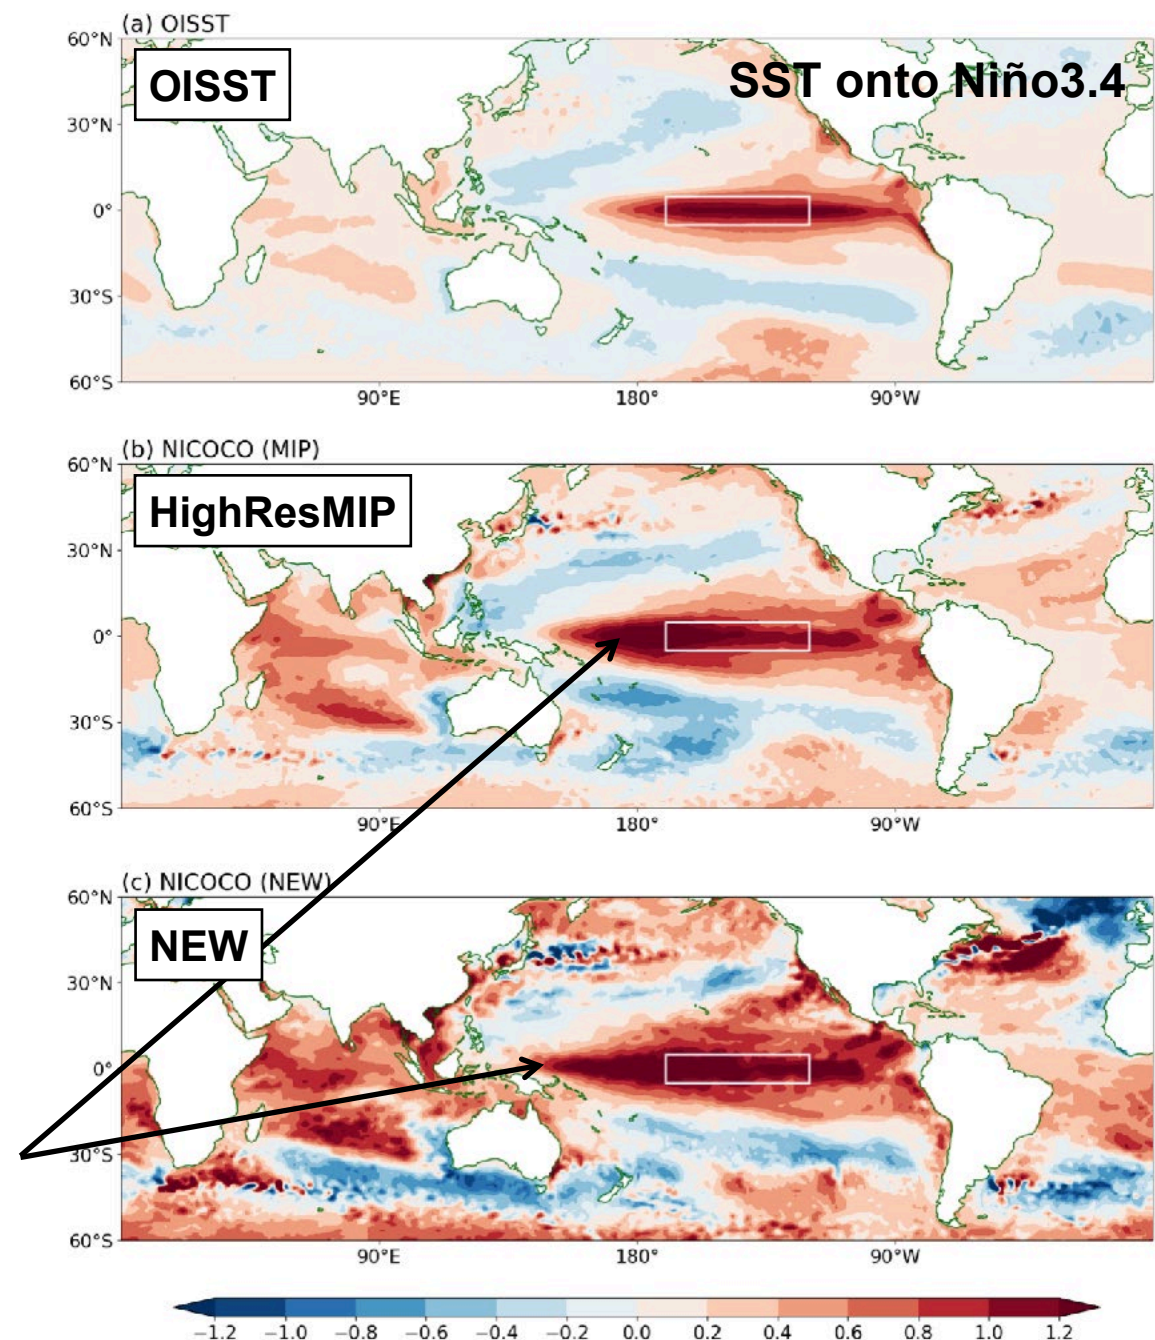 (a) OISST
60°N
OISST
SST onto Niño3.4
30°N
0°
30°S
60°S
90°E 180° 90°W
(b) NICOCO (MIP)
60°N
HighResMIP
30°N
0°
30°S
60°S
90°E 180° 90°W
(c) NICOCO (NEW)
60°N
NEW
30°N
0°
30°S
60°S
90°E 180° 90°W
−1.2 −1.0 −0.8 −0.6 −0.4 −0.2 0.0 0.2 0.4 0.6 0.8 1.0 1.2